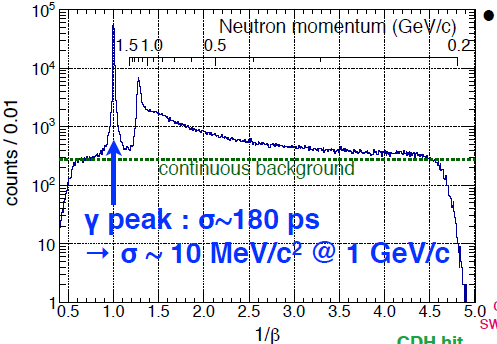 Neutron momentum (GeV/c)
1.5 1.0 0.5 0.2
10⁵
10⁴
10³
10²
10
1
counts / 0.01
continuous background
γ peak : σ~180 ps
→ σ ~ 10 MeV/c² @ 1 GeV/c
0.5 1.0 1.5 2.0 2.5 3.0 3.5 4.0 4.5 5.0
1/β
SW
CDH hit